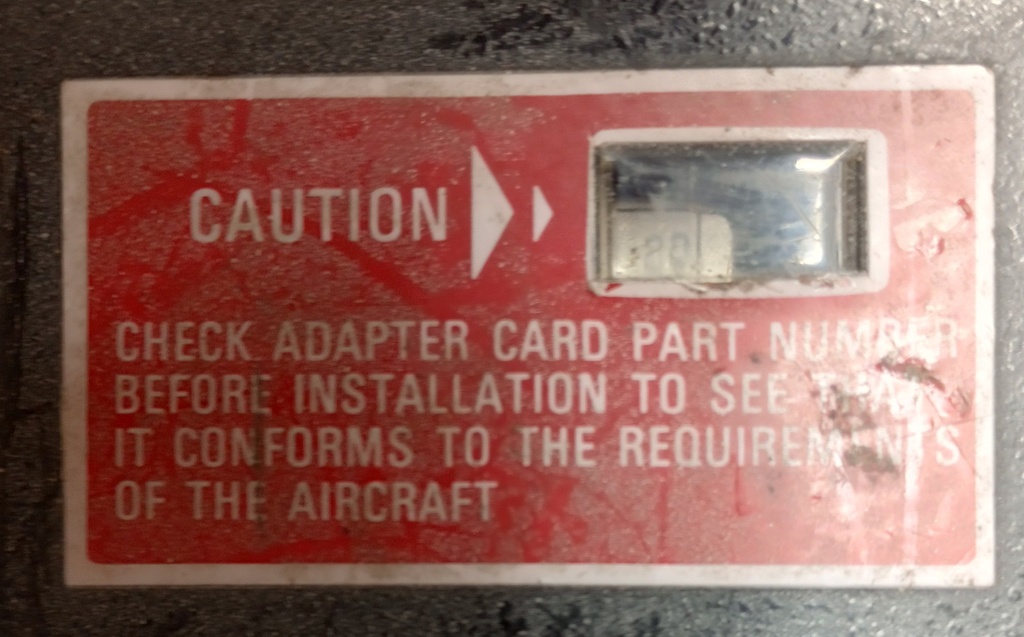 CAUTION
CHECK ADAPTER CARD PART NUMBER
BEFORE INSTALLATION TO SEE THAT
IT CONFORMS TO THE REQUIREMENTS
OF THE AIRCRAFT